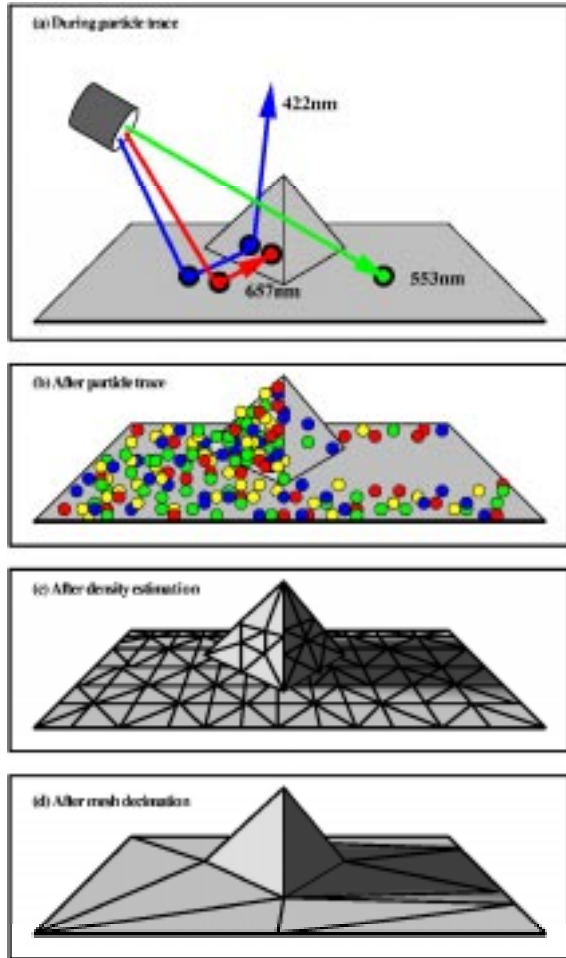 (a) During particle trace
422nm
657nm
553nm
(b) After particle trace
(c) After density estimation
(d) After mesh decimation